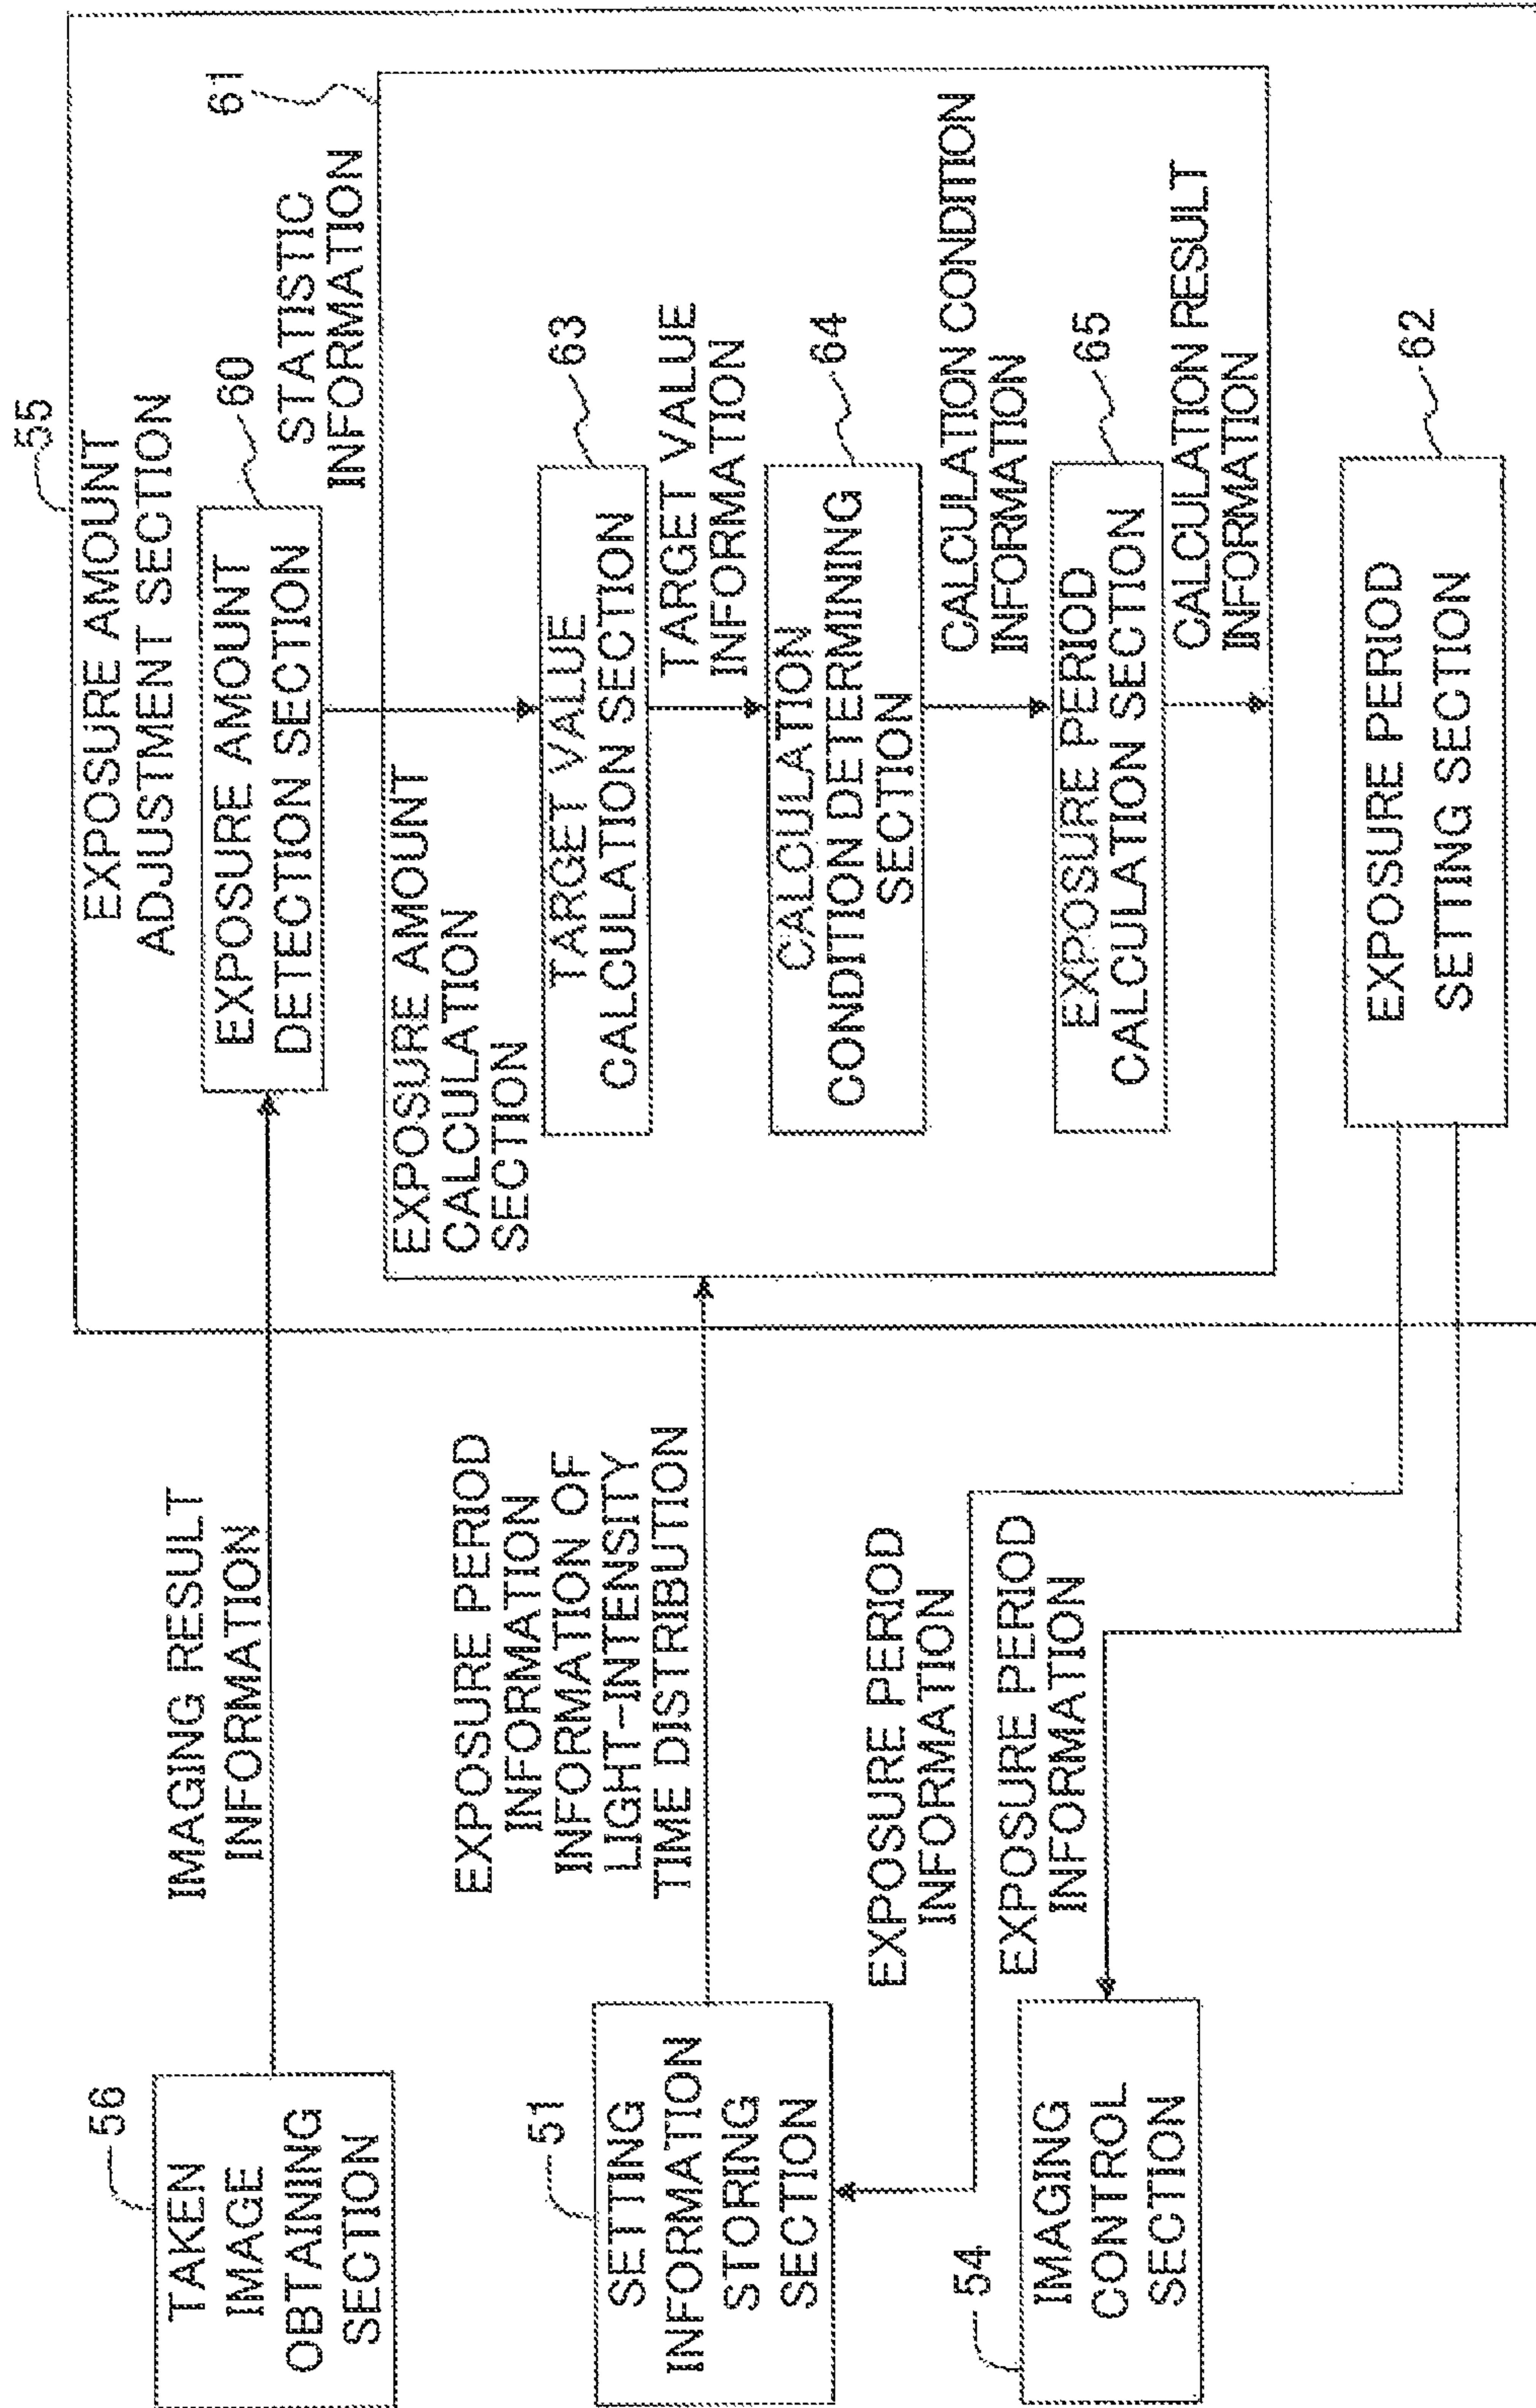 56
TAKEN
IMAGE
OBTAINING
SECTION
IMAGING RESULT
INFORMATION
55
EXPOSURE AMOUNT
ADJUSTMENT SECTION
60
EXPOSURE AMOUNT
DETECTION SECTION
STATISTIC
INFORMATION
61
EXPOSURE AMOUNT
CALCULATION
SECTION
63
TARGET VALUE
CALCULATION SECTION
TARGET VALUE
INFORMATION
64
CALCULATION
CONDITION DETERMINING
SECTION
CALCULATION CONDITION
INFORMATION
65
EXPOSURE PERIOD
CALCULATION SECTION
CALCULATION RESULT
INFORMATION
62
EXPOSURE PERIOD
SETTING SECTION
51
SETTING
INFORMATION
STORING
SECTION
EXPOSURE PERIOD
INFORMATION
INFORMATION OF
LIGHT-INTENSITY
TIME DISTRIBUTION
EXPOSURE PERIOD
INFORMATION
EXPOSURE PERIOD
INFORMATION
54
IMAGING
CONTROL
SECTION